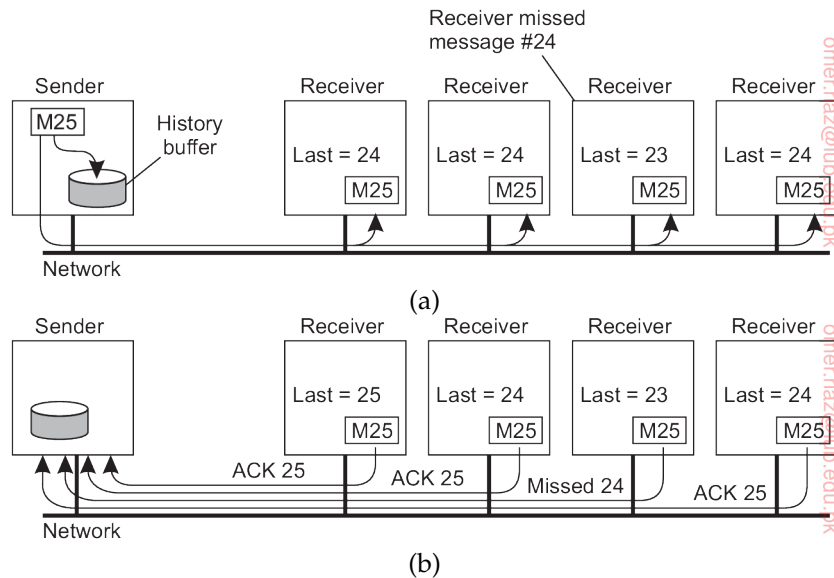 Receiver missed
message #24
Sender
Receiver
Receiver
Receiver
Receiver
M25
History
buffer
Last = 24
Last = 24
Last = 23
Last = 24
M25
M25
M25
M25
Network
(a)
Sender
Receiver
Receiver
Receiver
Receiver
Last = 25
Last = 24
Last = 23
Last = 24
M25
M25
M25
M25
ACK 25
ACK 25
Missed 24
ACK 25
Network
(b)